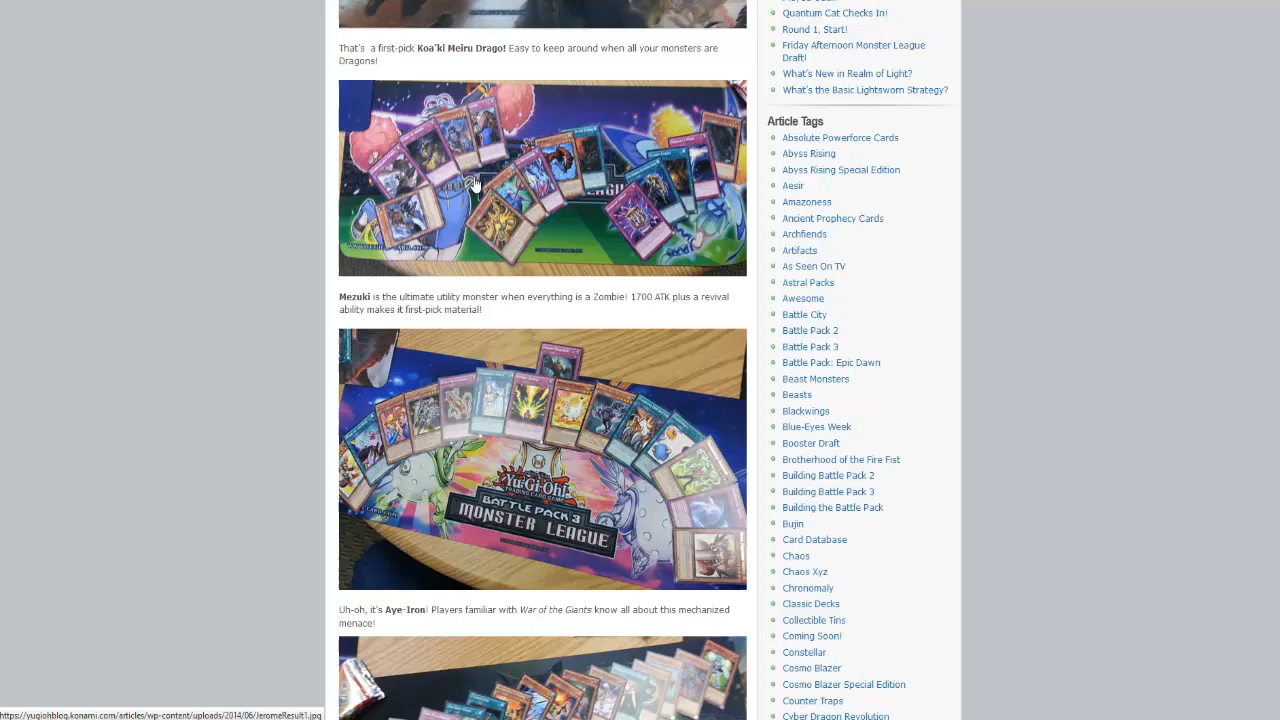 That's a first-pick Koa'ki Meiru Drago! Easy to keep around when all your monsters are
Dragons!
Mezuki is the ultimate utility monster when everything is a Zombie! 1700 ATK plus a revival
ability makes it first-pick material!
Yu-Gi-Oh!
TRADING CARD GAME
BATTLE PACK 3
MONSTER LEAGUE
Uh-oh, it's Aye-Iron! Players familiar with War of the Giants know all about this mechanized
menace!
Quantum Cat Checks In!
Round 1, Start!
Friday Afternoon Monster League
Draft!
What's New in Realm of Light?
What's the Basic Lightsworn Strategy?
Article Tags
Absolute Powerforce Cards
Abyss Rising
Abyss Rising Special Edition
Aesir
Amazoness
Ancient Prophecy Cards
Archfiends
Artifacts
As Seen On TV
Astral Packs
Awesome
Battle City
Battle Pack 2
Battle Pack 3
Battle Pack: Epic Dawn
Beast Monsters
Beasts
Blackwings
Blue-Eyes Week
Booster Draft
Brotherhood of the Fire Fist
Building Battle Pack 2
Building Battle Pack 3
Building the Battle Pack
Bujin
Card Database
Chaos
Chaos Xyz
Chronomaly
Classic Decks
Collectible Tins
Coming Soon!
Constellar
Cosmo Blazer
Cosmo Blazer Special Edition
Counter Traps
Cyber Dragon Revolution
https://yugiohblog.konami.com/articles/wp-content/uploads/2014/06/JeromeResult1.jpg